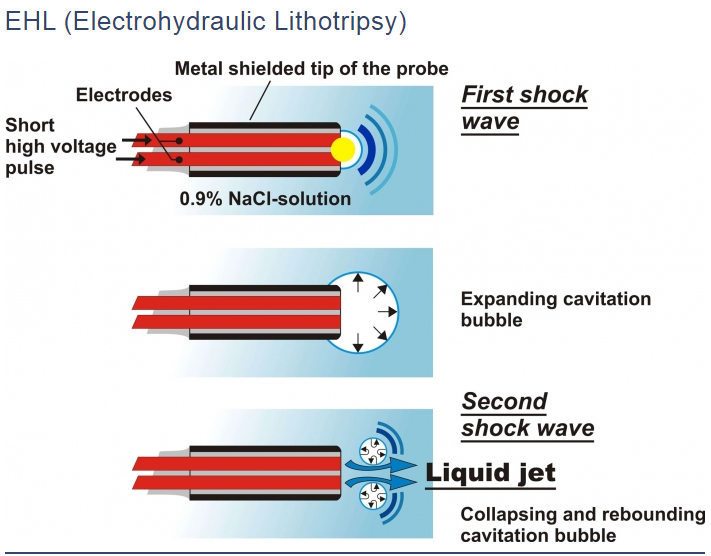 EHL (Electrohydraulic Lithotripsy)
Metal shielded tip of the probe
Electrodes
Short
high voltage
pulse
0.9% NaCl-solution
First shock
wave
Expanding cavitation
bubble
Second
shock wave
Liquid jet
Collapsing and rebounding
cavitation bubble